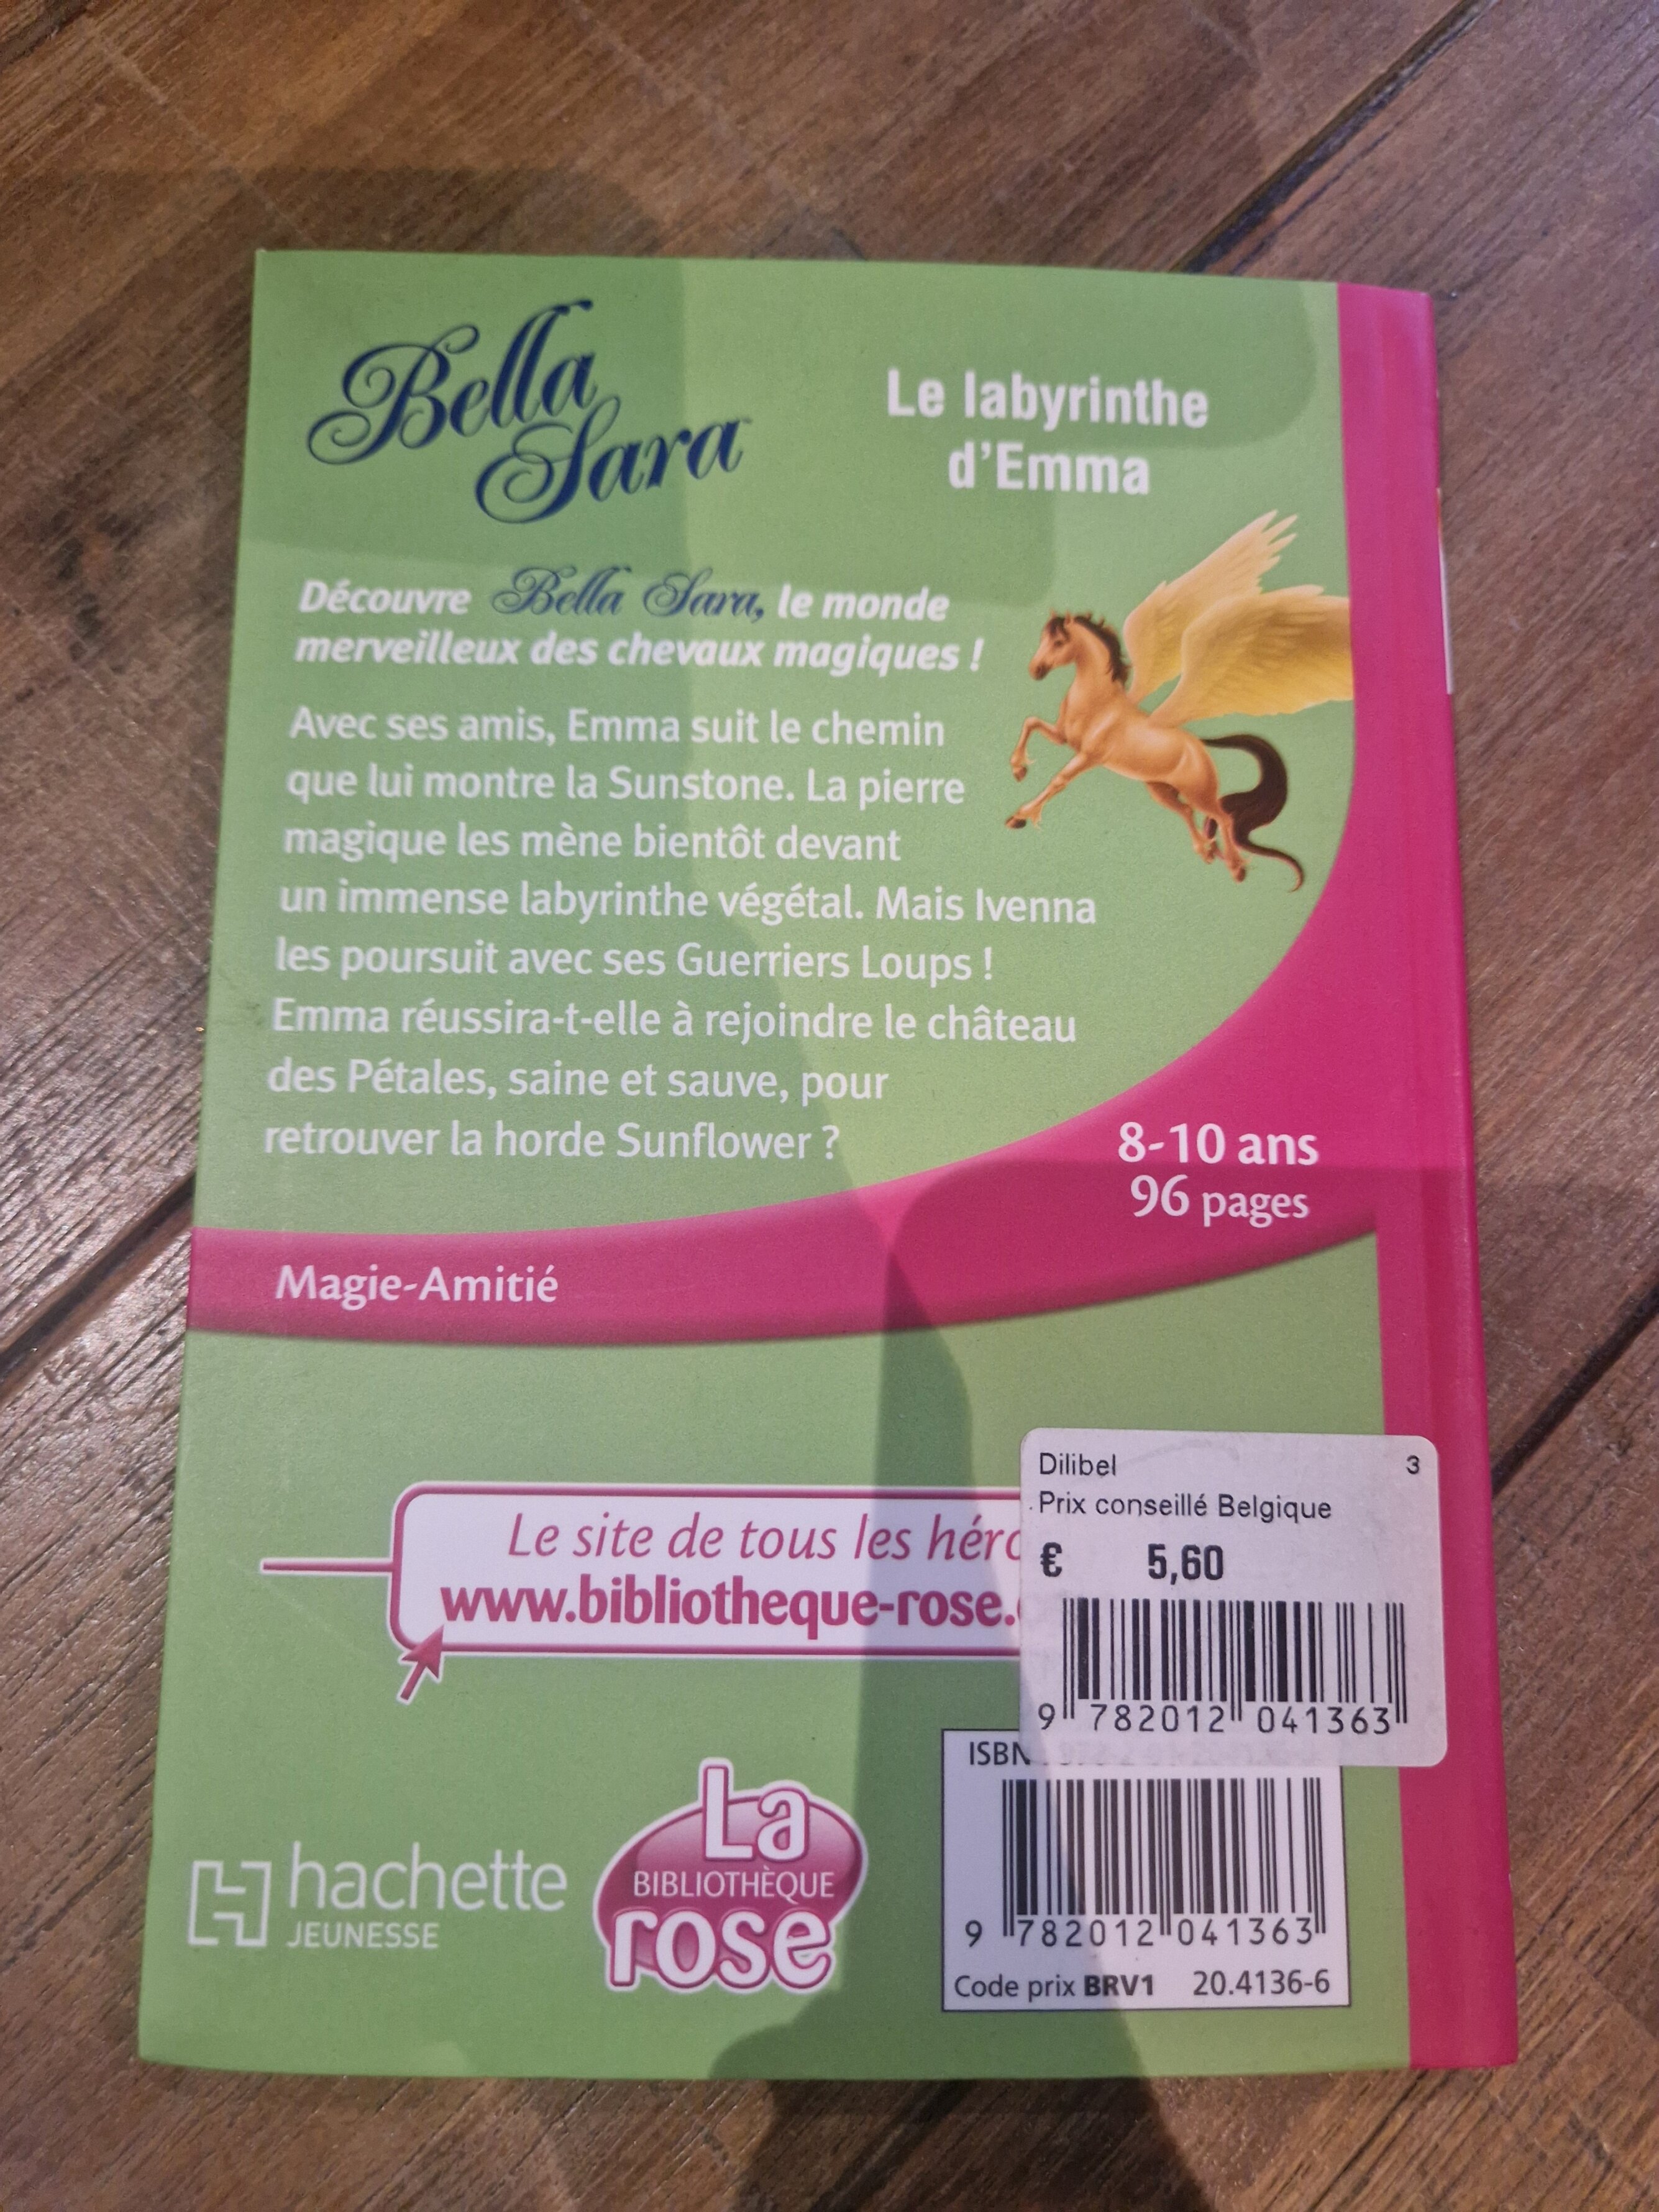 Bella
Sara
Le labyrinthe
d'Emma
Découvre Bella Sara, le monde
merveilleux des chevaux magiques !
Avec ses amis, Emma suit le chemin
que lui montre la Sunstone. La pierre
magique les mène bientôt devant
un immense labyrinthe végétal. Mais Ivenna
les poursuit avec ses Guerriers Loups !
Emma réussira-t-elle à rejoindre le château
des Pétales, saine et sauve, pour
retrouver la horde Sunflower ?
8-10 ans
96 pages
Magie-Amitié
Le site de tous les
www.bibliotheque-rose.
Dilibel 3
Prix conseillé Belgique
€ 5,60
9 782012 041363
ISBN
9 782012 041363
Code prix BRV1 20.4136-6
hachette
JEUNESSE
La
BIBLIOTHÈQUE
rose